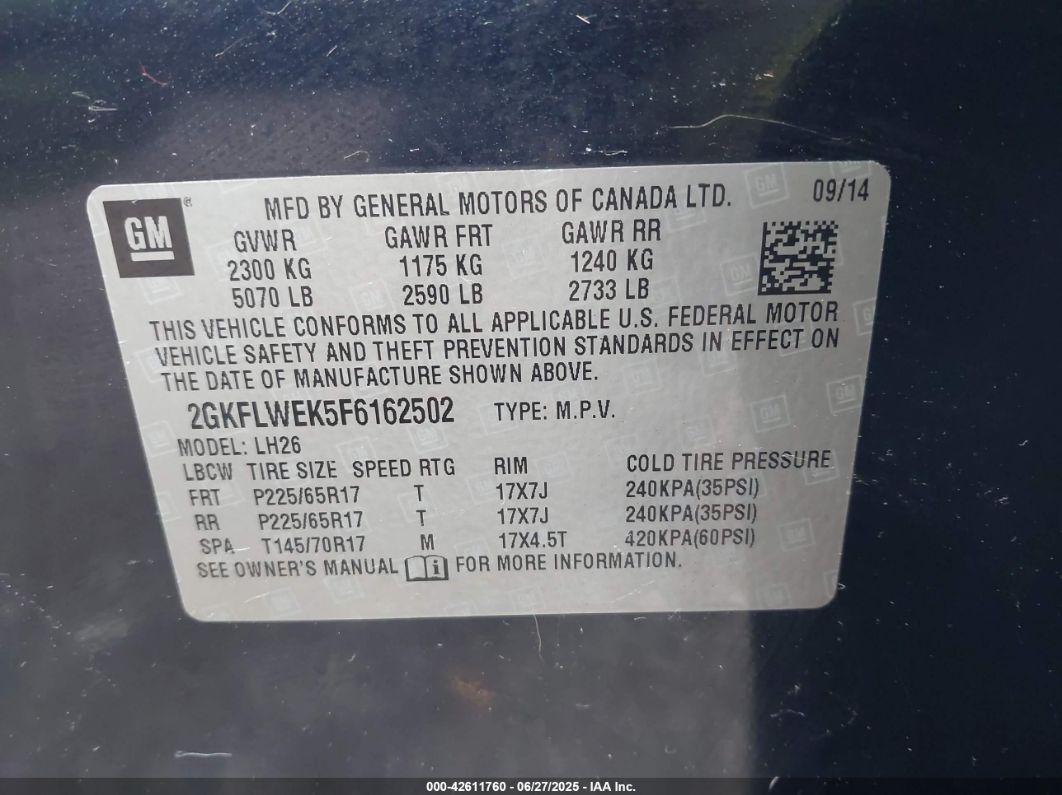 GM ®
MFD BY GENERAL MOTORS OF CANADA LTD. 09/14
GVWR GAWR FRT GAWR RR
2300 KG 1175 KG 1240 KG
5070 LB 2590 LB 2733 LB
THIS VEHICLE CONFORMS TO ALL APPLICABLE U.S. FEDERAL MOTOR
VEHICLE SAFETY AND THEFT PREVENTION STANDARDS IN EFFECT ON
THE DATE OF MANUFACTURE SHOWN ABOVE.
2GKFLWEK5F6162502 TYPE: M.P.V.
MODEL: LH26
LBCW TIRE SIZE SPEED RTG RIM COLD TIRE PRESSURE
FRT P225/65R17 T 17X7J 240KPA(35PSI)
RR P225/65R17 T 17X7J 240KPA(35PSI)
SPA T145/70R17 M 17X4.5T 420KPA(60PSI)
SEE OWNER'S MANUAL i FOR MORE INFORMATION.
000-42611760 - 06/27/2025 - IAA Inc.